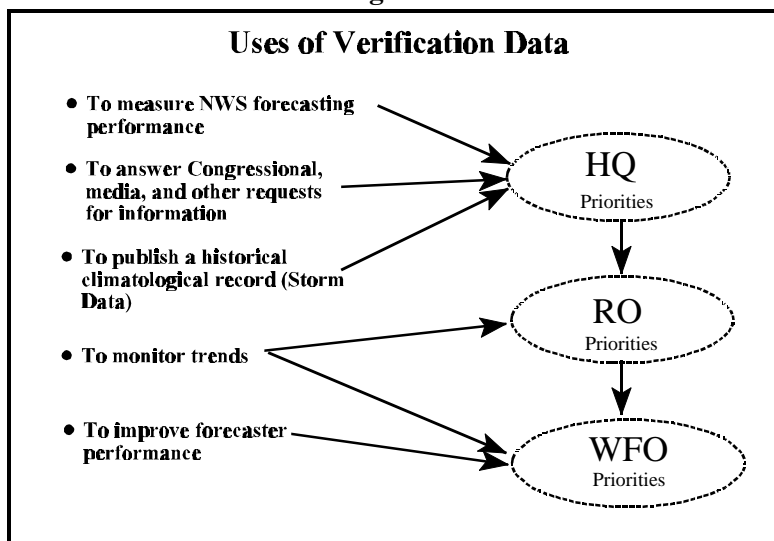 Uses of Verification Data
● To measure NWS forecasting
performance
● To answer Congressional,
media, and other requests
for information
● To publish a historical
climatological record (Storm
Data)
● To monitor trends
● To improve forecaster
performance
HQ
Priorities
RO
Priorities
WFO
Priorities